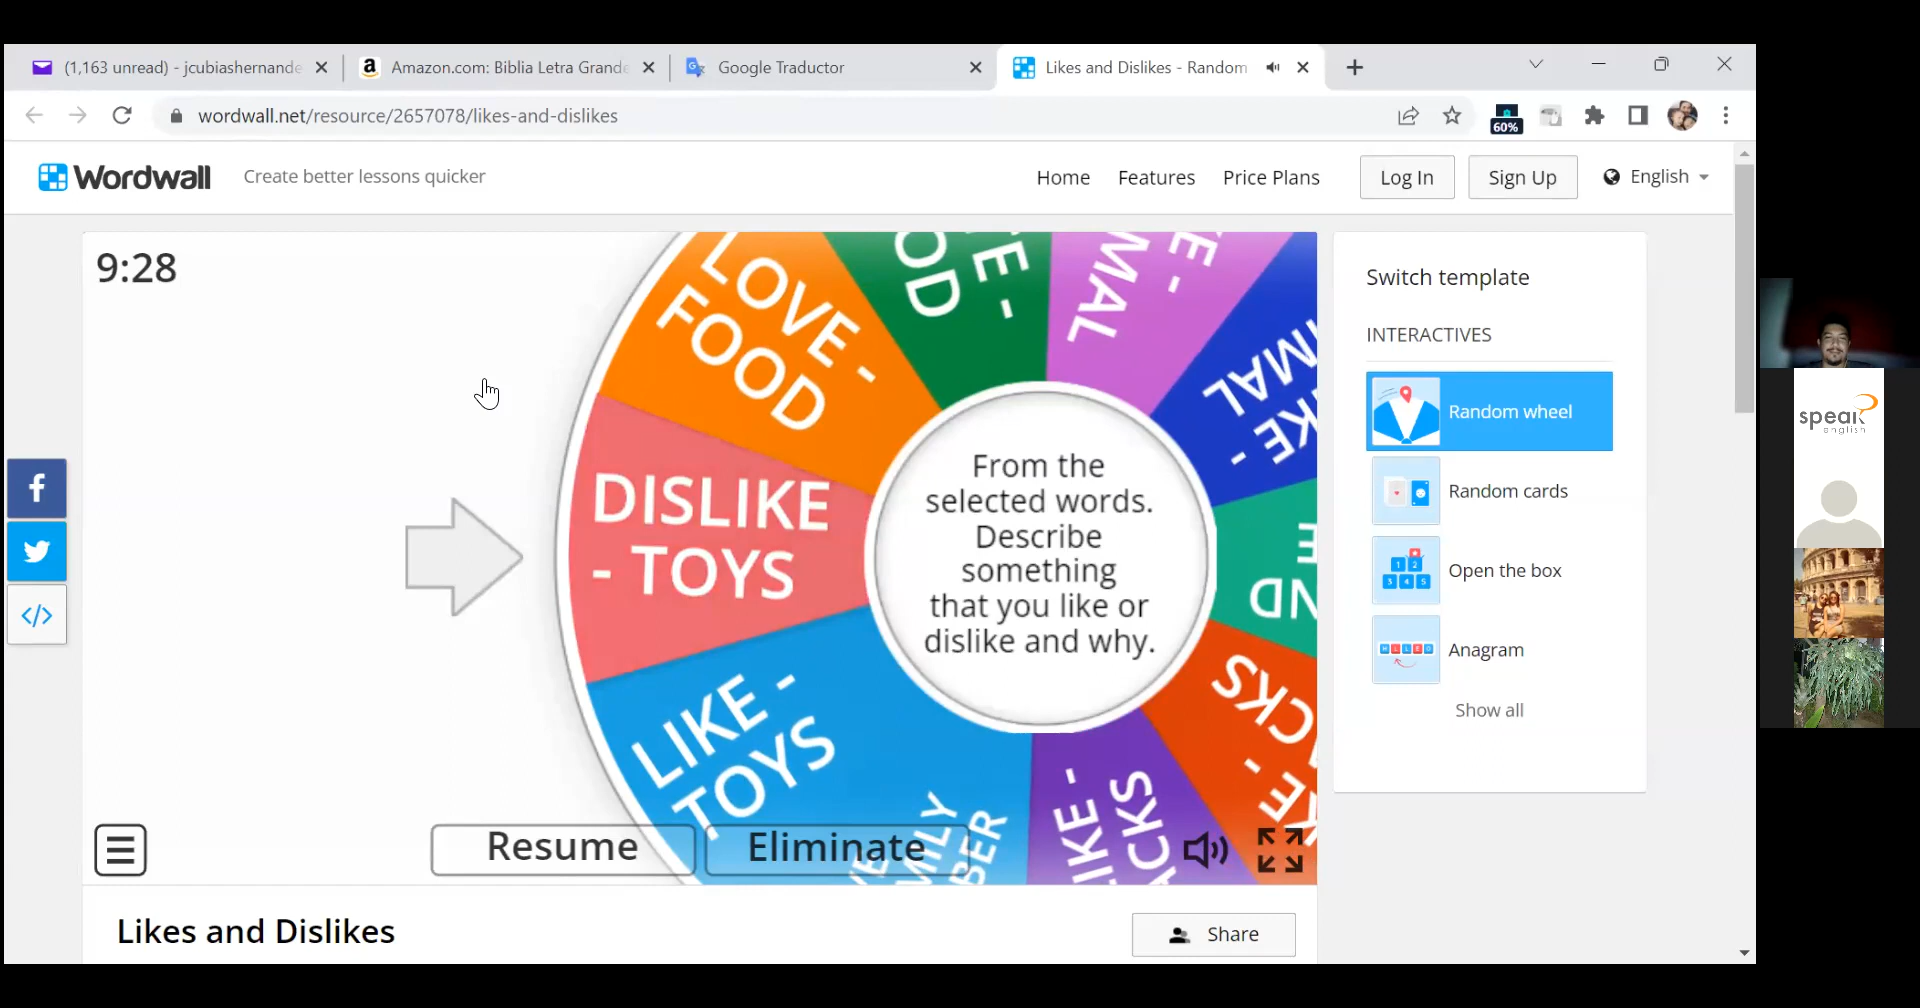 (1,163 unread) - jcubiashernande
Amazon.com: Biblia Letra Grande
Google Traductor
Likes and Dislikes - Random
wordwall.net/resource/2657078/likes-and-dislikes
60%
Wordwall
Create better lessons quicker
Home
Features
Price Plans
Log In
Sign Up
English
9:28
LOVE -
FOOD
DISLIKE
- TOYS
LIKE -
TOYS
From the
selected words.
Describe
something
that you like or
dislike and why.
Resume
Eliminate
Switch template
INTERACTIVES
Random wheel
Random cards
Open the box
Anagram
Show all
Likes and Dislikes
Share
speak
english